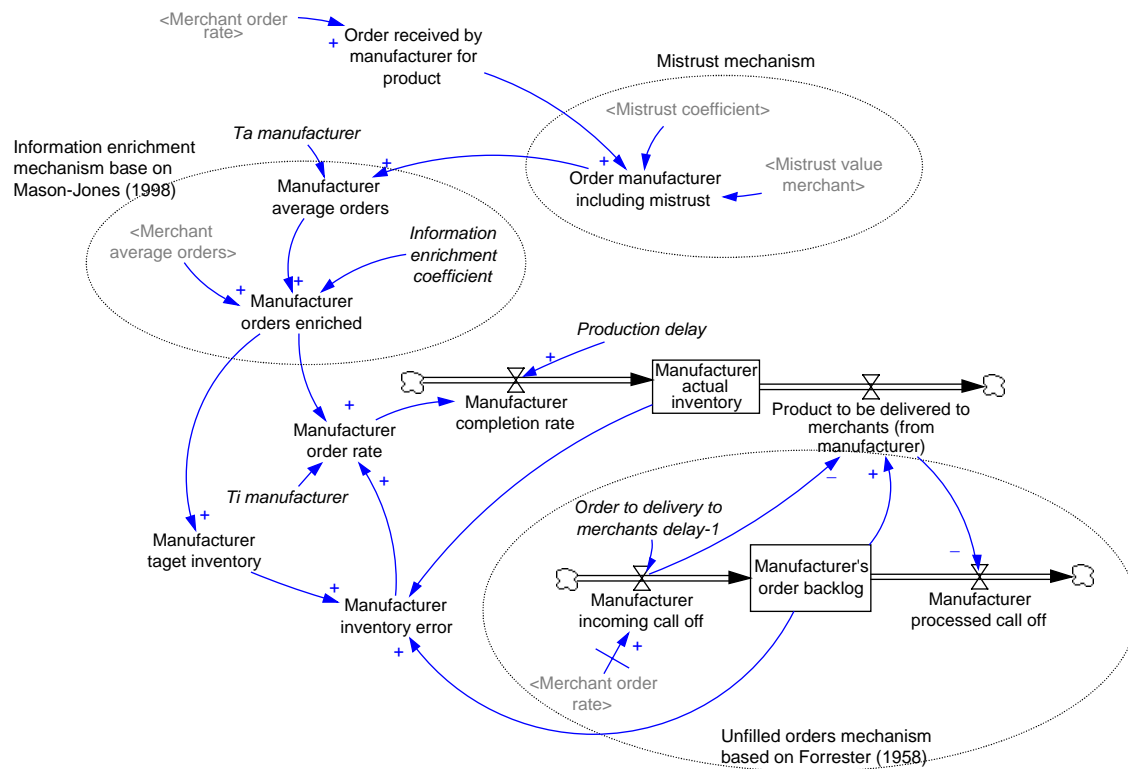 <Merchant order
rate>
+
Order received by
manufacturer for
product
Mistrust mechanism
<Mistrust coefficient>
<Mistrust value
merchant>
+
Order manufacturer
including mistrust
Information enrichment
mechanism base on
Mason-Jones (1998)
Ta manufacturer
+
Manufacturer
average orders
<Merchant
average orders>
Information
enrichment
coefficient
+
+
Manufacturer
orders enriched
Production delay
+
Manufacturer
completion rate
Manufacturer
actual
inventory
Product to be delivered to
merchants (from
manufacturer)
+
Manufacturer
order rate
+
Ti manufacturer
+
Manufacturer
taget inventory
+
Manufacturer
inventory error
+
–
+
Order to delivery to
merchants delay-1
–
Manufacturer's
order backlog
Manufacturer
incoming call off
Manufacturer
processed call off
+
<Merchant order
rate>
Unfilled orders mechanism
based on Forrester (1958)